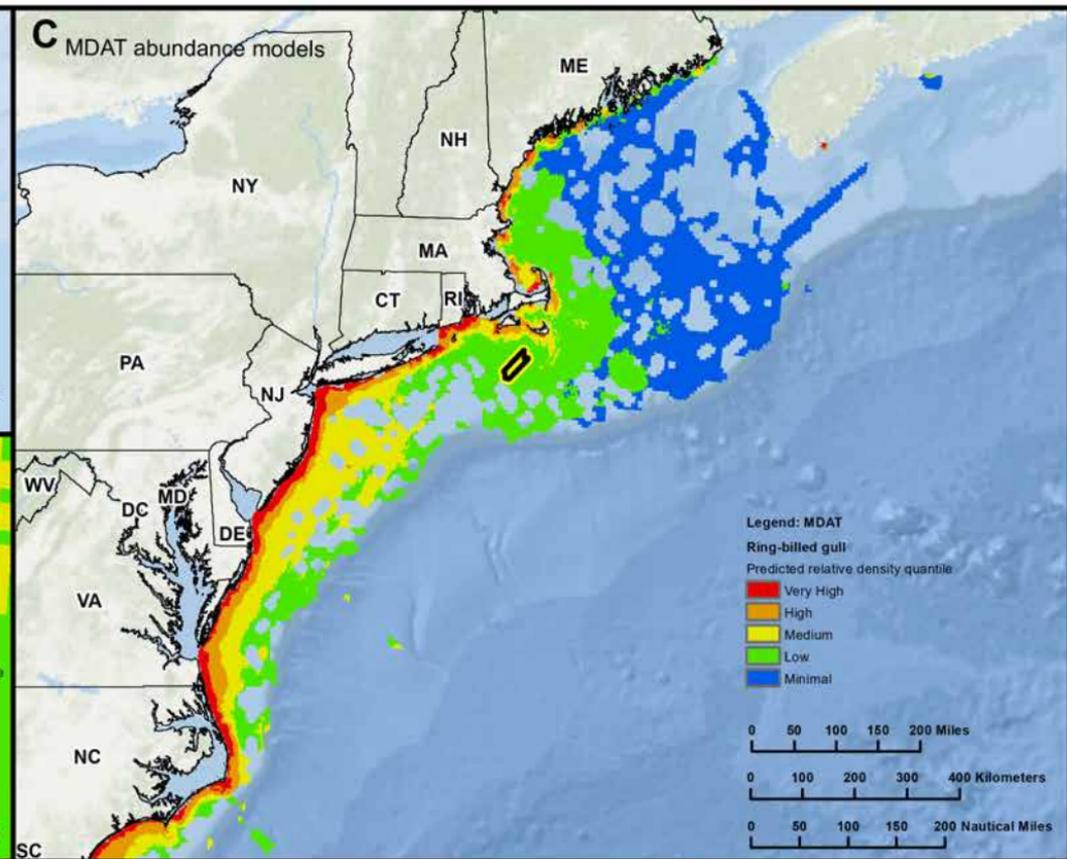 C MDAT abundance models
ME
NH
NY
MA
CT
RI
PA
NJ
WV
MD
DC
DE
VA
NC
SC
Legend: MDAT
Ring-billed gull
Predicted relative density quantile
Very High
High
Medium
Low
Minimal
0 50 100 150 200 Miles
0 100 200 300 400 Kilometers
0 50 100 150 200 Nautical Miles